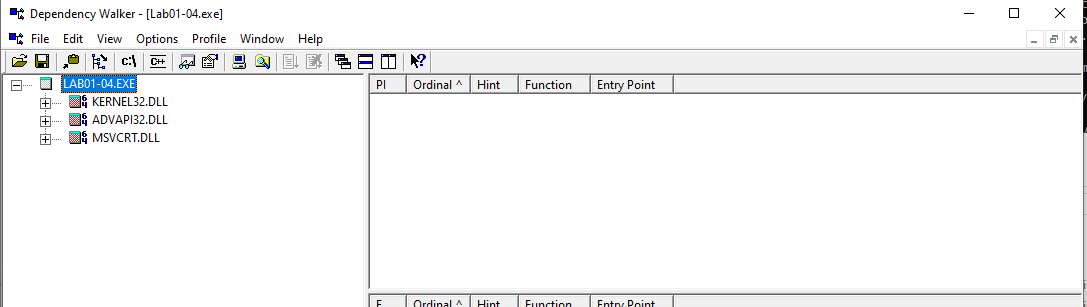 Dependency Walker - [Lab01-04.exe]
File Edit View Options Profile Window Help
C:\ C++
LAB01-04.EXE
KERNEL32.DLL
ADVAPI32.DLL
MSVCRT.DLL
PI Ordinal ^ Hint Function Entry Point
E Ordinal ^ Hint Function Entry Point